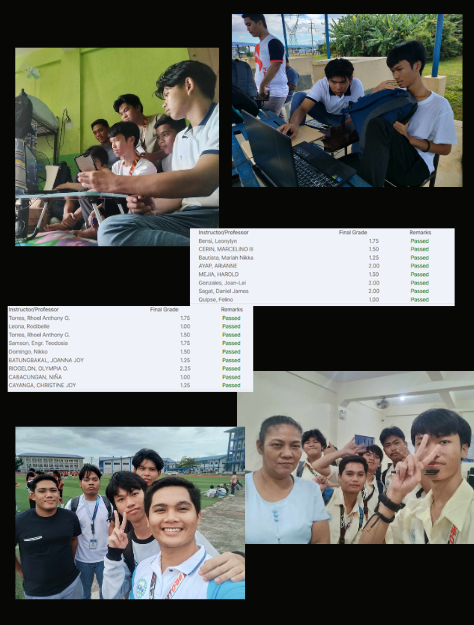 Instructor/Professor Final Grade Remarks
Bensi, Leonylyn 1.75 Passed
CERIN, MARCELINO III 1.50 Passed
Bautista, Mariah Nikka 1.25 Passed
AYAP, ARIANNE 2.00 Passed
MEJIA, HAROLD 1.50 Passed
Gonzales, Joan-Lei 2.00 Passed
Sagal, Daniel James 2.00 Passed
Quipse, Felino 1.00 Passed
Instructor/Professor Final Grade Remarks
Torres, Rhoel Anthony G. 1.75 Passed
Leona, Rodibelle 1.00 Passed
Torres, Rhoel Anthony G. 1.50 Passed
Samson, Engr. Teodosia 1.75 Passed
Domingo, Nikko 1.50 Passed
BATUNGBAKAL, JOANNA JOY 1.25 Passed
RIOGELON, OLYMPIA O. 2.25 Passed
CABACUNGAN, NIÑA 1.00 Passed
CAYANGA, CHRISTINE JOY 1.25 Passed